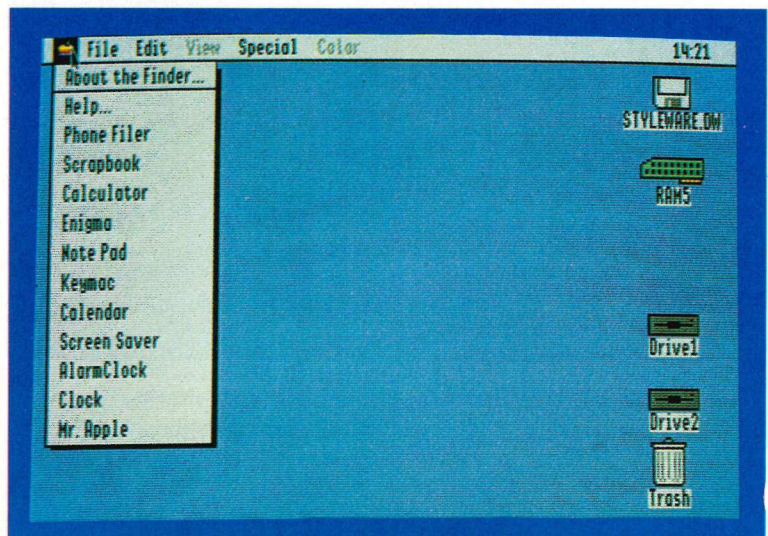 File Edit View Special Color 14:21
About the Finder...
Help...
Phone Filer
Scrapbook
Calculator
Enigma
Note Pad
Keymac
Calendar
Screen Saver
AlarmClock
Clock
Mr. Apple
STYLEWARE.DW
RAM5
Drive1
Drive2
Trash